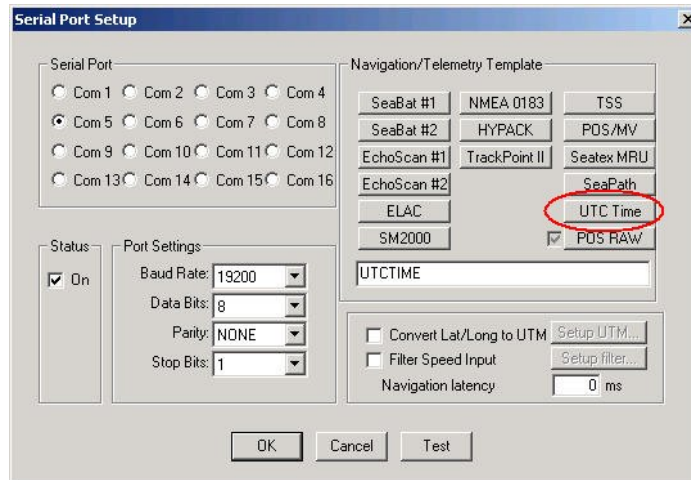 Serial Port Setup
Serial Port
Com 1 Com 2 Com 3 Com 4
Com 5 Com 6 Com 7 Com 8
Com 9 Com 10 Com 11 Com 12
Com 13 Com 14 Com 15 Com 16
Navigation/Telemetry Template
SeaBat #1 NMEA 0183 TSS
SeaBat #2 HYPACK POS/MV
EchoScan #1 TrackPoint II Seatex MRU
EchoScan #2 SeaPath
ELAC UTC Time
SM2000 POS RAW
UTCTIME
Status
On
Port Settings
Baud Rate: 19200
Data Bits: 8
Parity: NONE
Stop Bits: 1
Convert Lat/Long to UTM Setup UTM...
Filter Speed Input Setup filter...
Navigation latency 0 ms
OK Cancel Test